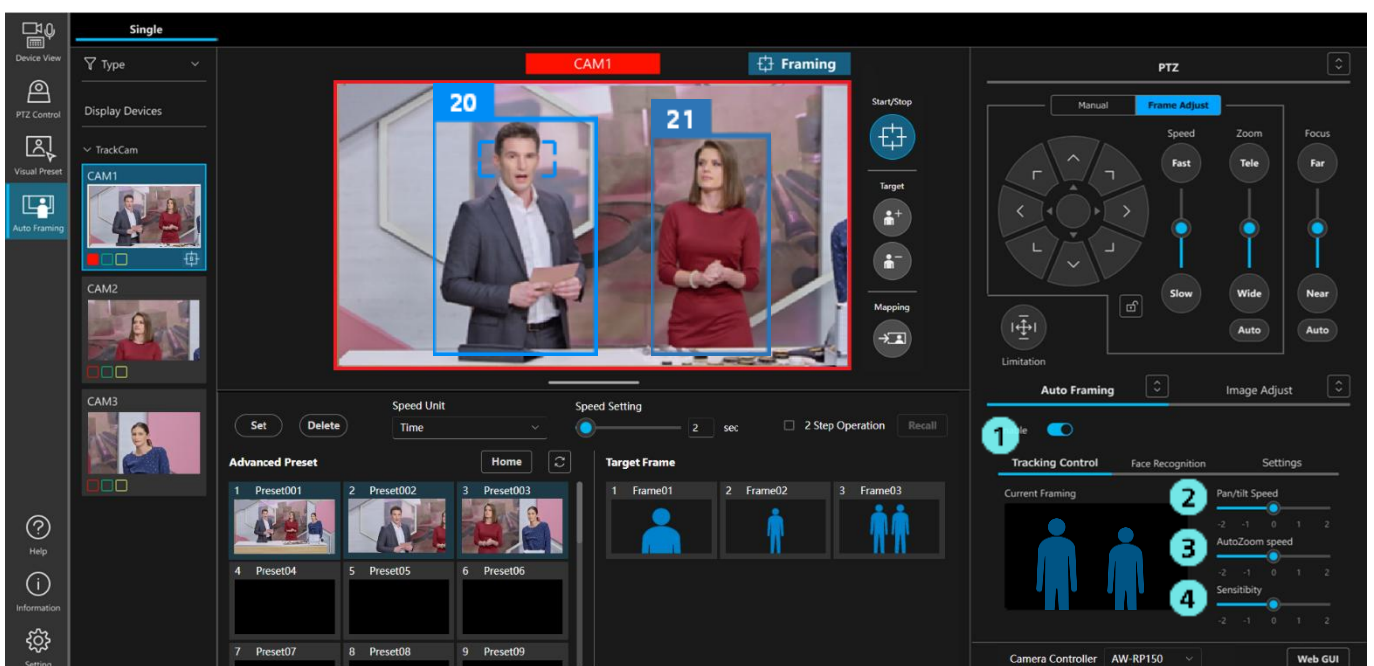 Single
Device View
PTZ Control
Visual Preset
Auto Framing
Help
Information
Setting
Type
Display Devices
TrackCam
CAM1
CAM2
CAM3
CAM1
Framing
20
21
Start/Stop
Target
Mapping
Set
Delete
Speed Unit
Time
Speed Setting
2 sec
2 Step Operation
Recall
Advanced Preset
Home
1 Preset001
2 Preset002
3 Preset003
4 Preset04
5 Preset05
6 Preset06
7 Preset07
8 Preset08
9 Preset09
Target Frame
1 Frame01
2 Frame02
3 Frame03
PTZ
Manual
Frame Adjust
Speed
Zoom
Focus
Fast
Tele
Far
Slow
Wide
Near
Auto
Auto
Limitation
Auto Framing
Image Adjust
1
Tracking Control
Face Recognition
Settings
Current Framing
2 Pan/tilt Speed
-2 -1 0 1 2
3 AutoZoom speed
-2 -1 0 1 2
4 Sensitibity
-2 -1 0 1 2
Camera Controller AW-RP150
Web GUI